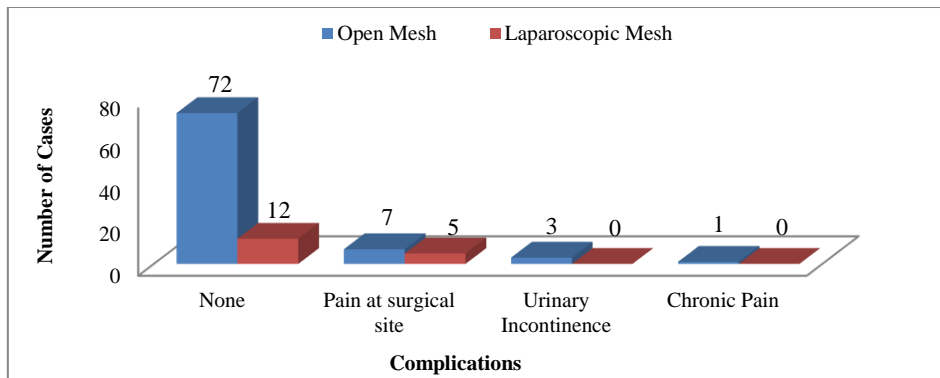 Open Mesh Laparoscopic Mesh
Number of Cases
80
60
40
20
0
72
12
7
5
3
0
1
0
None
Pain at surgical
site
Urinary
Incontinence
Chronic Pain
Complications